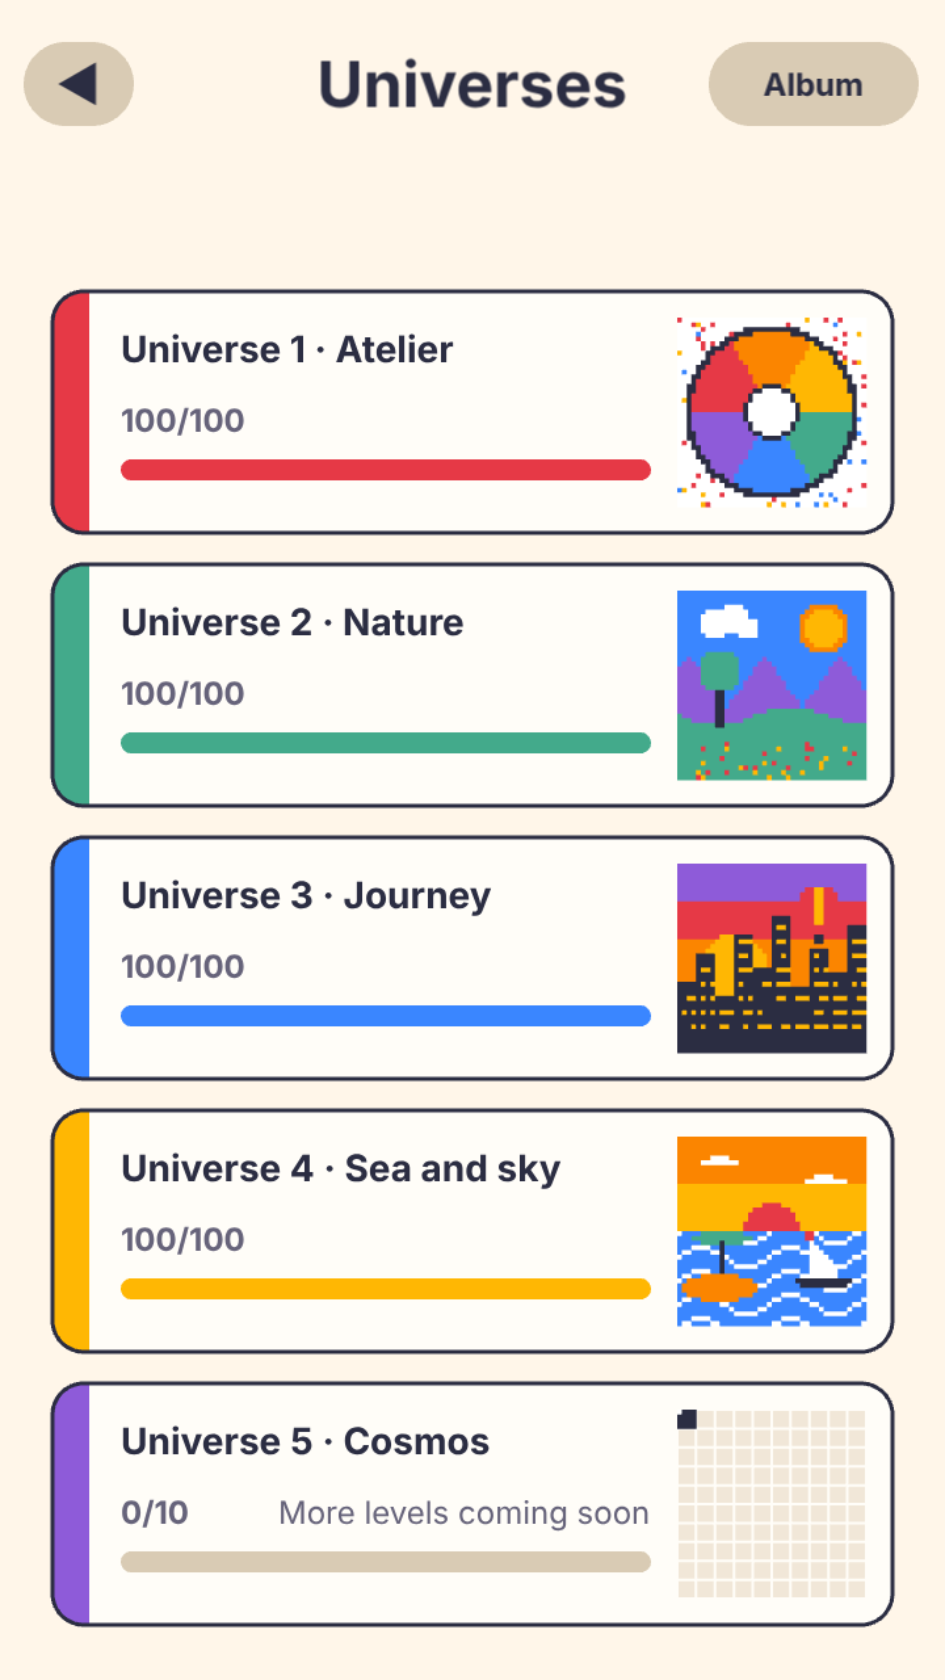 Universes
Album
Universe 1 · Atelier
100/100
Universe 2 · Nature
100/100
Universe 3 · Journey
100/100
Universe 4 · Sea and sky
100/100
Universe 5 · Cosmos
0/10 More levels coming soon